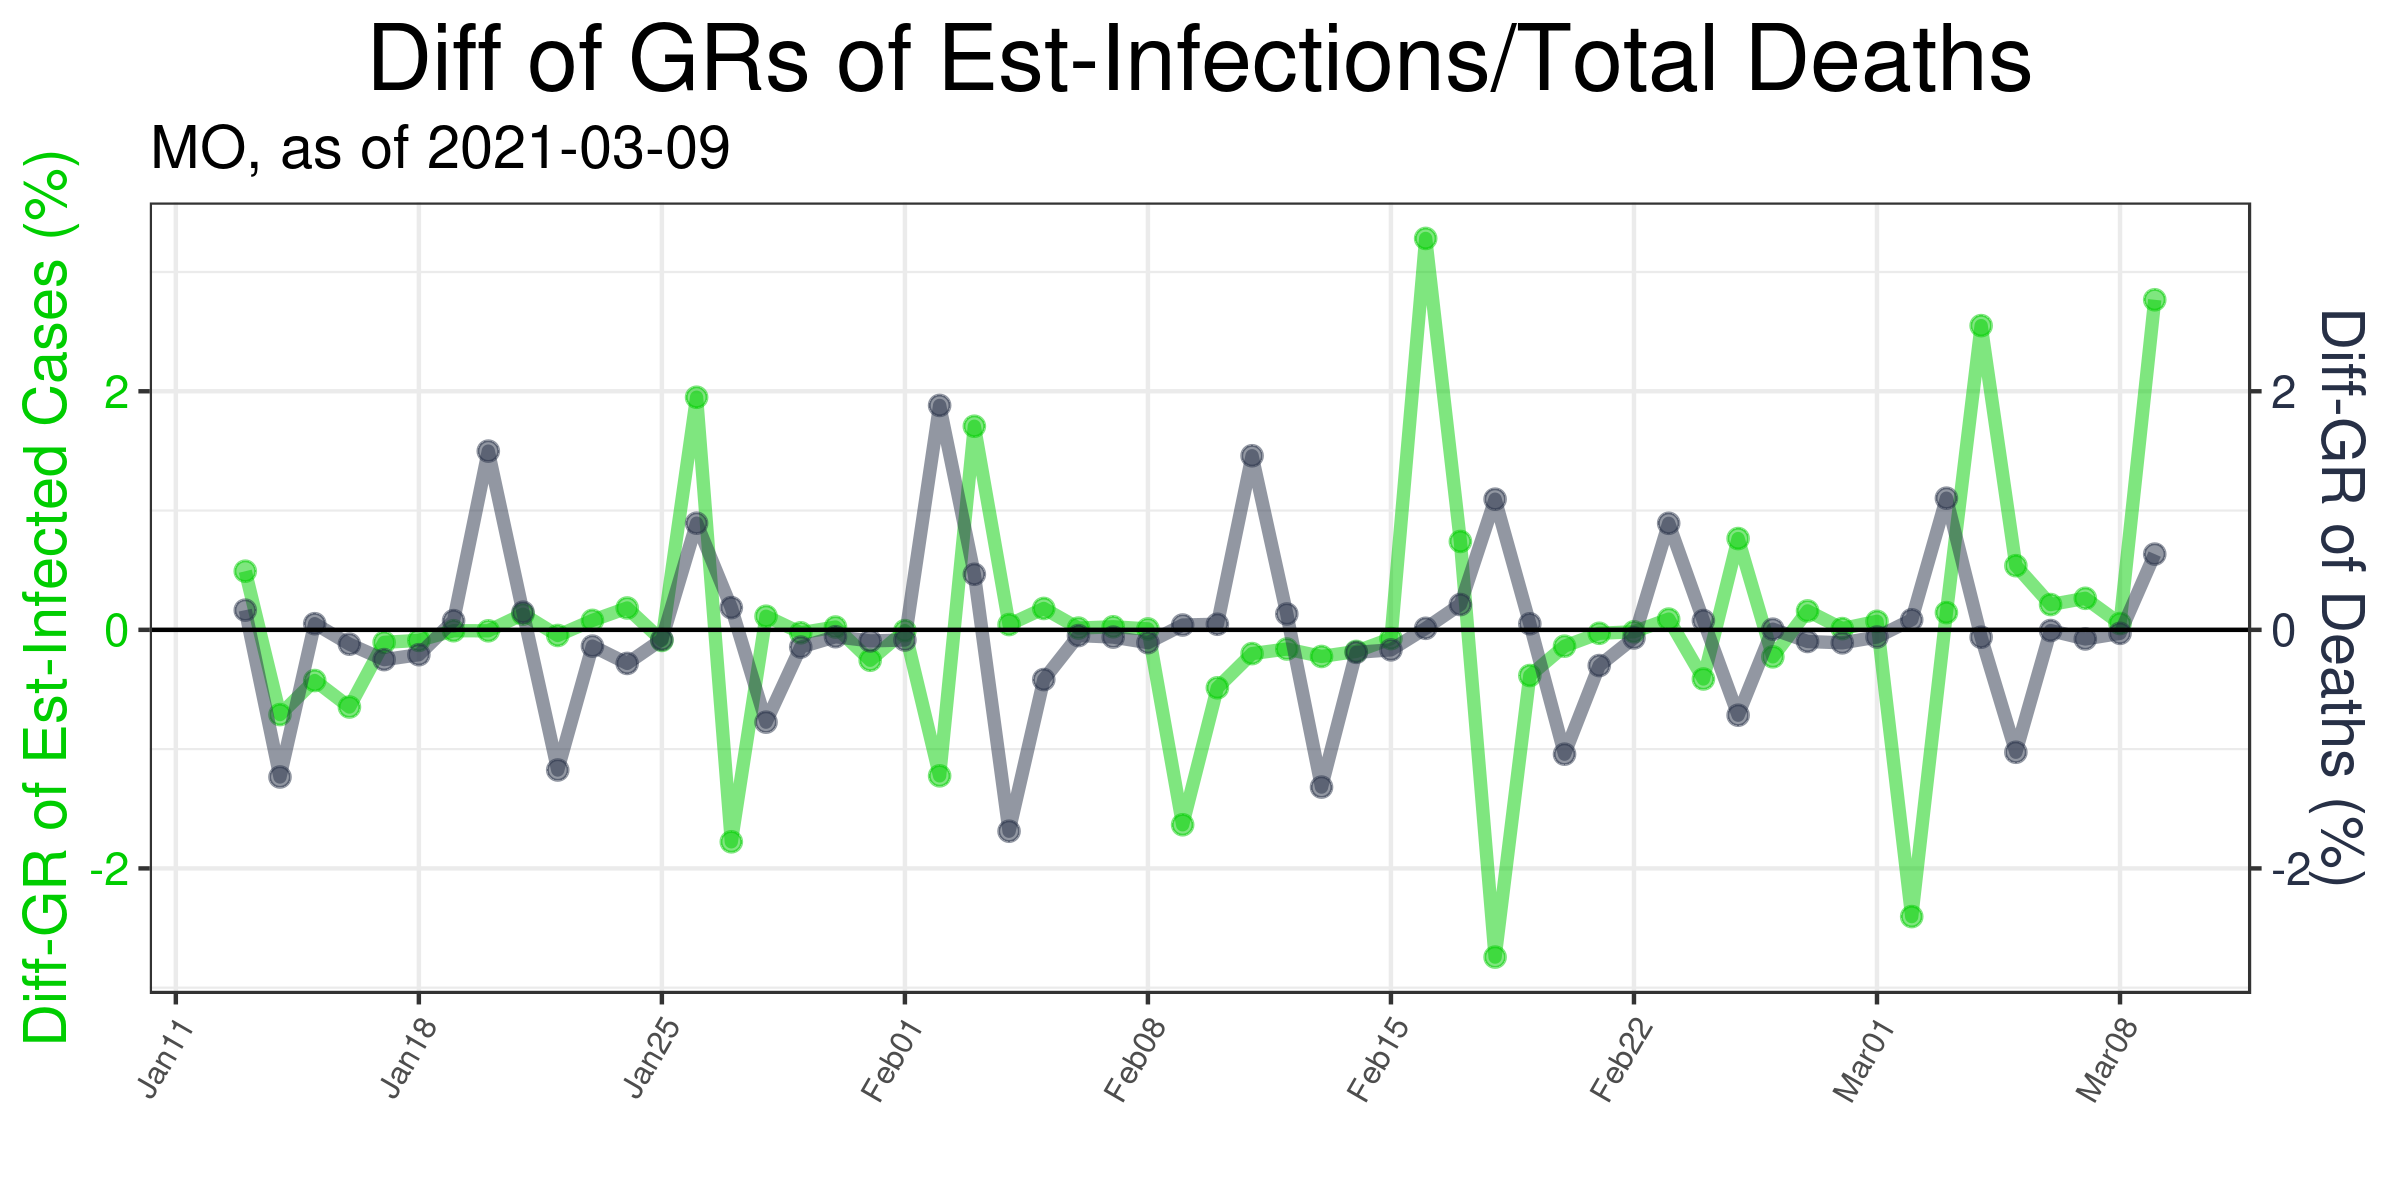 Diff of GRs of Est-Infections/Total Deaths
MO, as of 2021-03-09
Diff-GR of Est-Infected Cases (%)
2
0
-2
2
0
-2
Diff-GR of Deaths (%)
Jan11
Jan18
Jan25
Feb01
Feb08
Feb15
Feb22
Mar01
Mar08